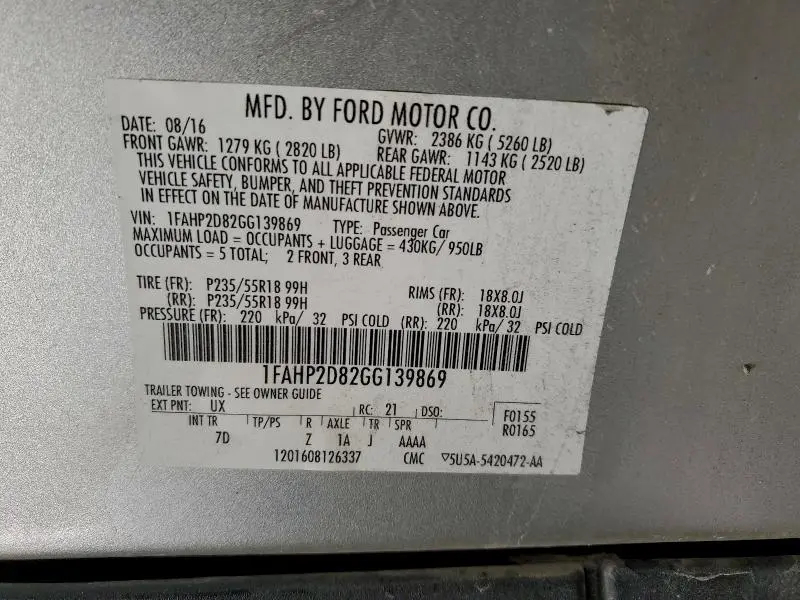 MFD. BY FORD MOTOR CO.
DATE: 08/16 GVWR: 2386 KG ( 5260 LB)
FRONT GAWR: 1279 KG ( 2820 LB) REAR GAWR: 1143 KG ( 2520 LB)
THIS VEHICLE CONFORMS TO ALL APPLICABLE FEDERAL MOTOR
VEHICLE SAFETY, BUMPER, AND THEFT PREVENTION STANDARDS
IN EFFECT ON THE DATE OF MANUFACTURE SHOWN ABOVE.
VIN: 1FAHP2D82GG139869 TYPE: Passenger Car
MAXIMUM LOAD = OCCUPANTS + LUGGAGE = 430KG/ 950LB
OCCUPANTS = 5 TOTAL; 2 FRONT, 3 REAR
TIRE (FR): P235/55R18 99H RIMS (FR): 18X8.0J
(RR): P235/55R18 99H (RR): 18X8.0J
PRESSURE (FR): 220 kPa/ 32 PSI COLD (RR): 220 kPa/ 32 PSI COLD
1FAHP2D82GG139869
TRAILER TOWING - SEE OWNER GUIDE
EXT PNT: UX RC: 21 DSO: F0155
INT TR TP/PS R AXLE TR SPR R0165
7D Z 1A J AAAA
1201608126337 CMC ▽5U5A-5420472-AA